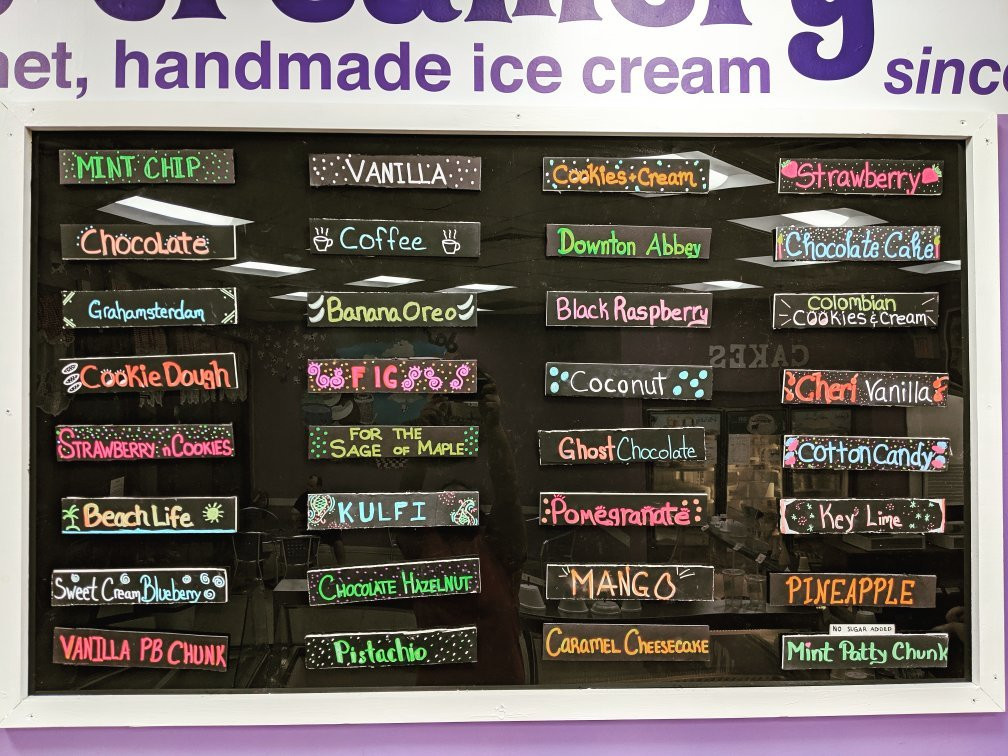 creamery
handmade ice cream
MINT CHIP
VANILLA
Cookies + Cream
Strawberry
Chocolate
Coffee
Downton Abbey
Chocolate Cake
Grahamsterdam
Banana Oreo
Black Raspberry
Colombian
Cookies & Cream
Cookie Dough
FIG
Coconut
Cheri Vanilla
CAKES
Strawberry 'n Cookies
FOR THE
SAGE OF MAPLE
Ghost Chocolate
Cotton Candy
Beach Life
KULFI
Pomegranate
Key Lime
Sweet Cream Blueberry
Chocolate Hazelnut
MANGO
PINEAPPLE
VANILLA PB CHUNK
Pistachio
Caramel Cheesecake
NO SUGAR ADDED
Mint Patty Chunk